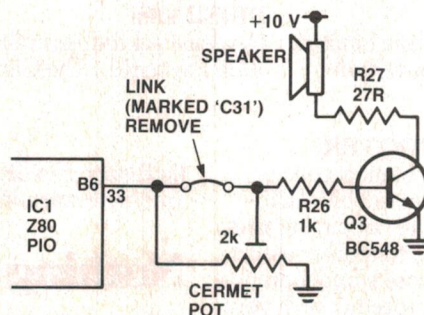 +10 V
SPEAKER
R27
27R
LINK
(MARKED 'C31')
REMOVE
B6
33
IC1
Z80
PIO
R26
1k
Q3
BC548
2k
CERMET
POT